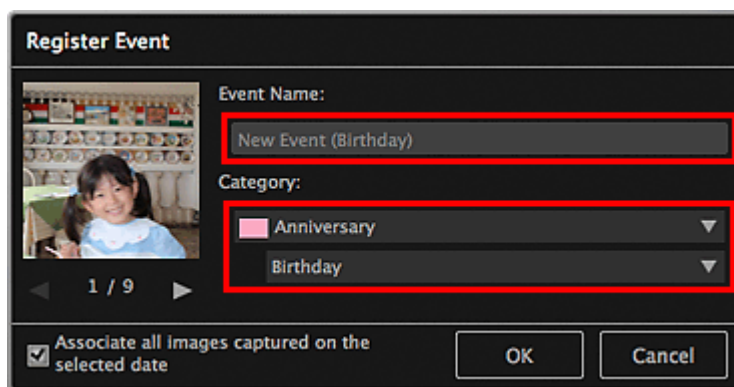 Register Event
Event Name:
New Event (Birthday)
Category:
Anniversary
Birthday
1 / 9
Associate all images captured on the
selected date
OK
Cancel